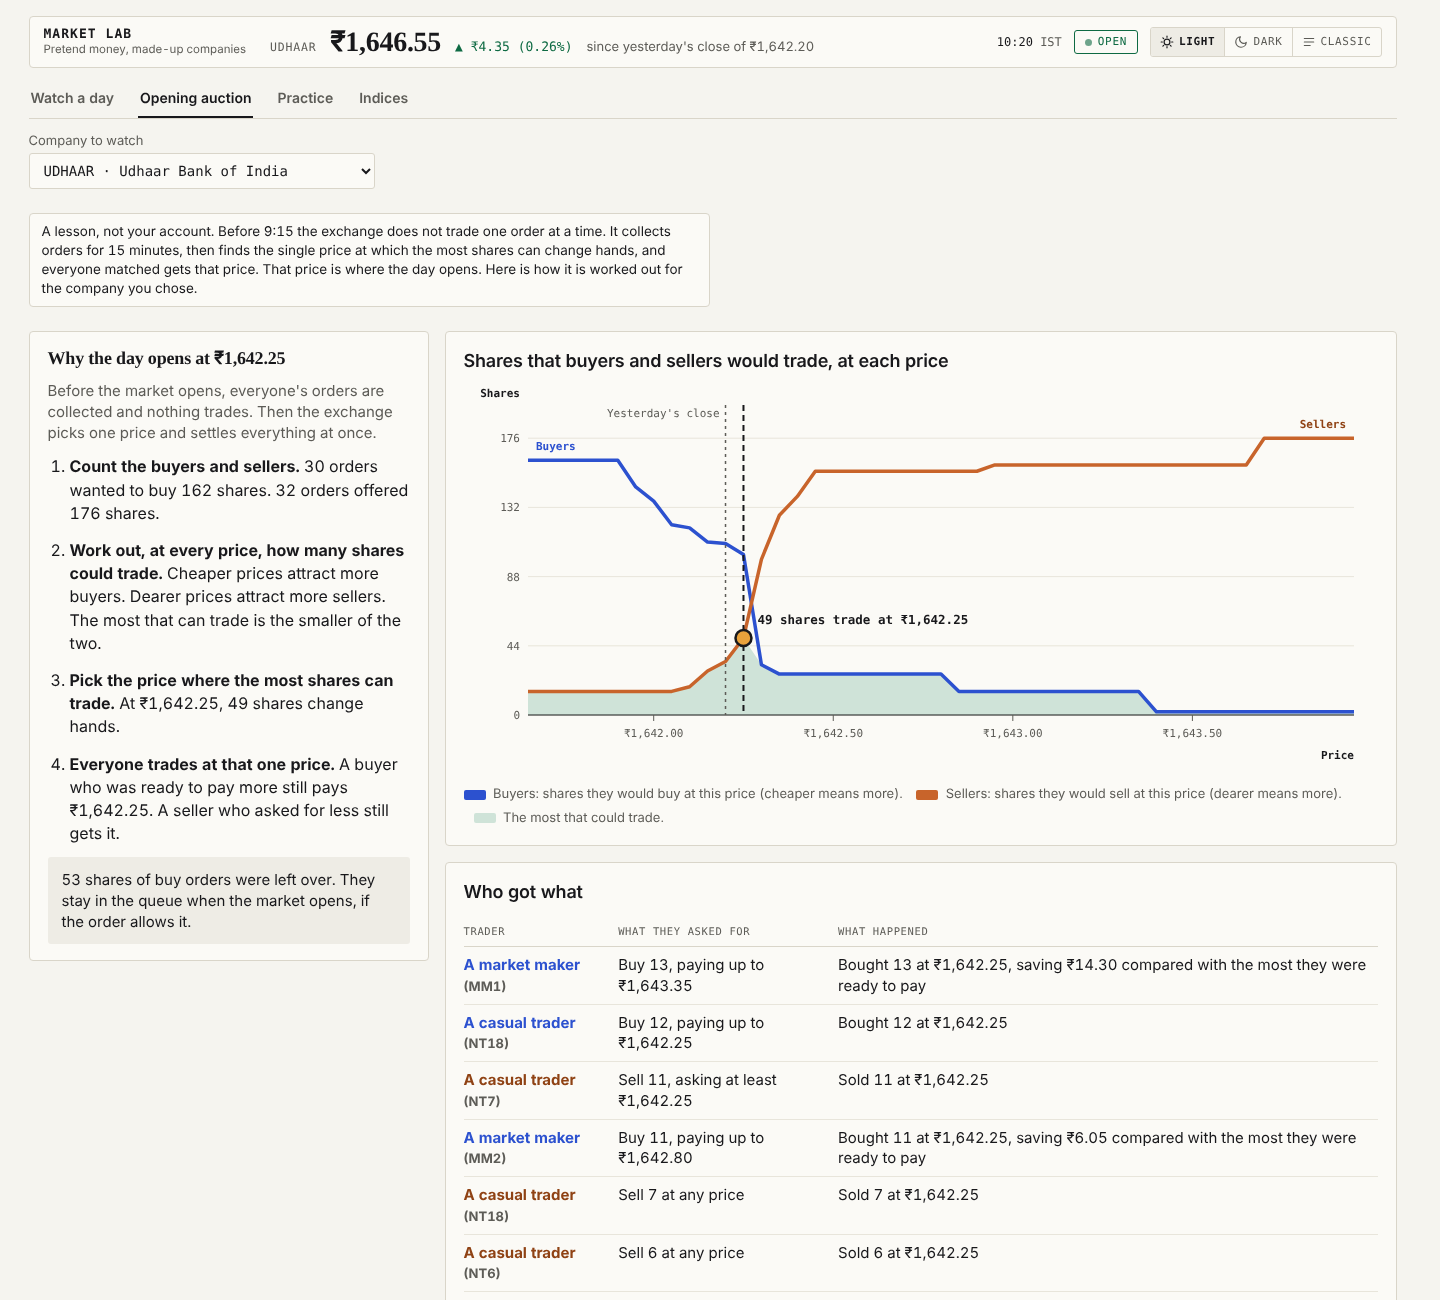 MARKET LAB
Pretend money, made-up companies
UDHAAR ₹1,646.55 ▲ ₹4.35 (0.26%) since yesterday's close of ₹1,642.20
10:20 IST OPEN LIGHT DARK CLASSIC
Watch a day Opening auction Practice Indices
Company to watch
UDHAAR · Udhaar Bank of India
A lesson, not your account. Before 9:15 the exchange does not trade one order at a time. It collects
orders for 15 minutes, then finds the single price at which the most shares can change hands, and
everyone matched gets that price. That price is where the day opens. Here is how it is worked out for
the company you chose.
Why the day opens at ₹1,642.25
Before the market opens, everyone's orders are
collected and nothing trades. Then the exchange
picks one price and settles everything at once.
1. Count the buyers and sellers. 30 orders
wanted to buy 162 shares. 32 orders offered
176 shares.
2. Work out, at every price, how many shares
could trade. Cheaper prices attract more
buyers. Dearer prices attract more sellers.
The most that can trade is the smaller of the
two.
3. Pick the price where the most shares can
trade. At ₹1,642.25, 49 shares change
hands.
4. Everyone trades at that one price. A buyer
who was ready to pay more still pays
₹1,642.25. A seller who asked for less still
gets it.
53 shares of buy orders were left over. They
stay in the queue when the market opens, if
the order allows it.
Shares that buyers and sellers would trade, at each price
Shares
Yesterday's close
Sellers
176
Buyers
132
88
49 shares trade at ₹1,642.25
44
0
₹1,642.00 ₹1,642.50 ₹1,643.00 ₹1,643.50
Price
Buyers: shares they would buy at this price (cheaper means more). Sellers: shares they would sell at this price (dearer means more).
The most that could trade.
Who got what
TRADER WHAT THEY ASKED FOR WHAT HAPPENED
A market maker Buy 13, paying up to Bought 13 at ₹1,642.25, saving ₹14.30 compared with the most they were
(MM1) ₹1,643.35 ready to pay
A casual trader Buy 12, paying up to Bought 12 at ₹1,642.25
(NT18) ₹1,642.25
A casual trader Sell 11, asking at least Sold 11 at ₹1,642.25
(NT7) ₹1,642.25
A market maker Buy 11, paying up to Bought 11 at ₹1,642.25, saving ₹6.05 compared with the most they were
(MM2) ₹1,642.80 ready to pay
A casual trader Sell 7 at any price Sold 7 at ₹1,642.25
(NT18)
A casual trader Sell 6 at any price Sold 6 at ₹1,642.25
(NT6)